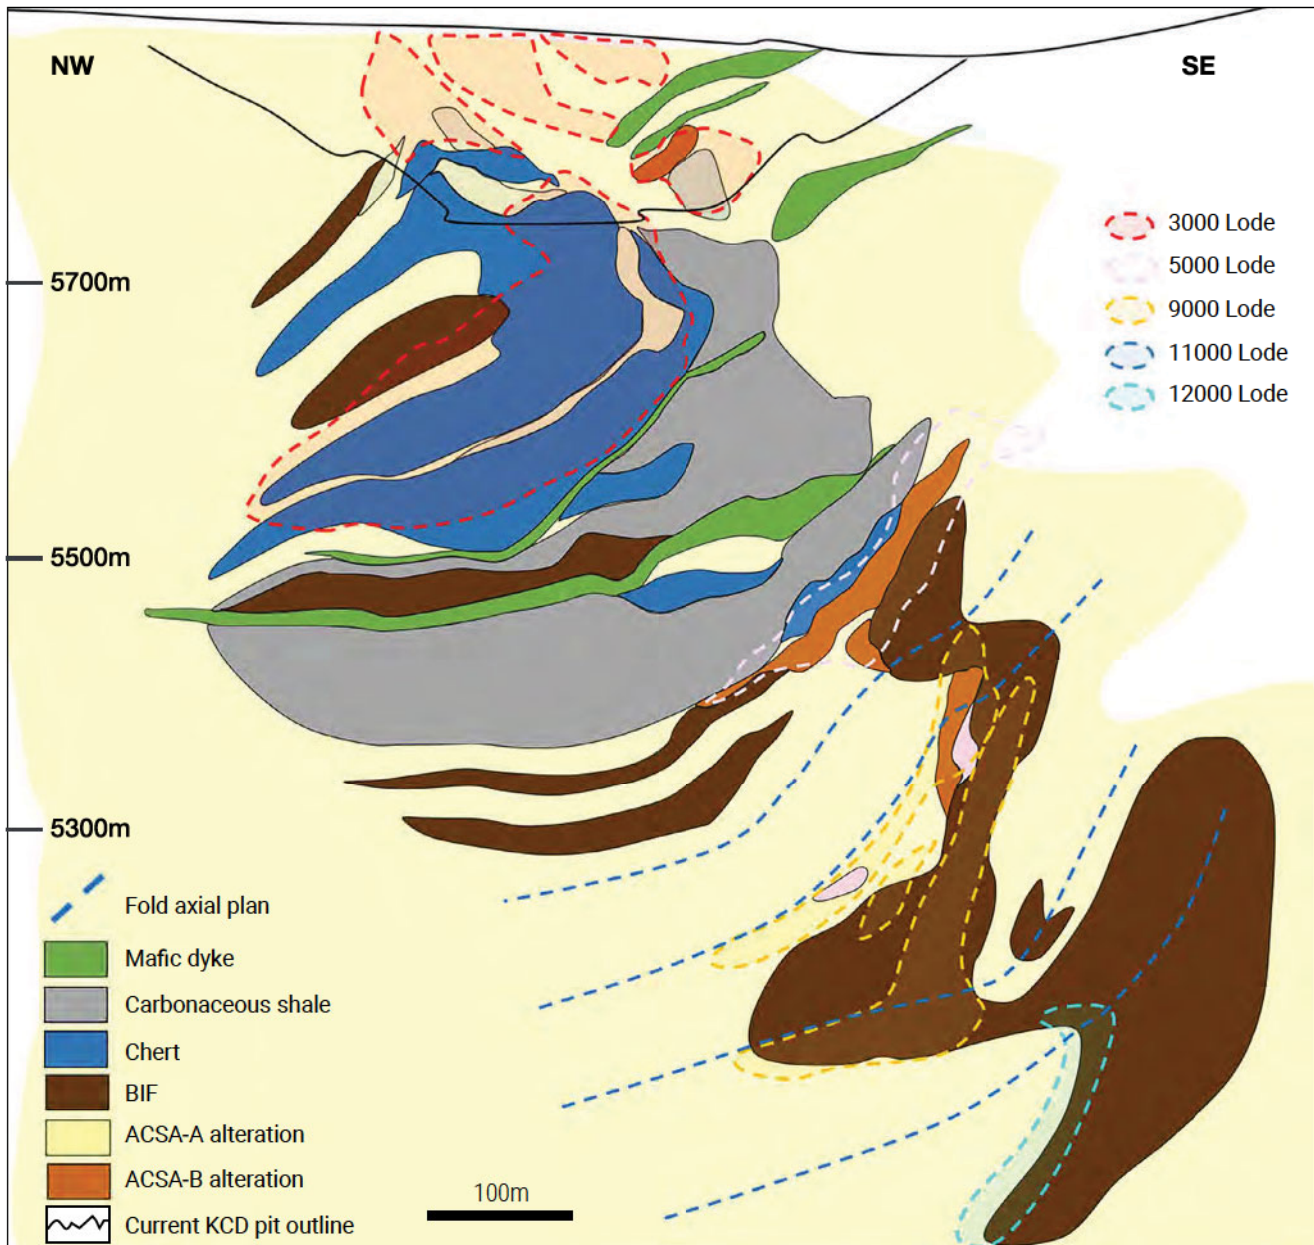 NW
SE
3000 Lode
5000 Lode
9000 Lode
11000 Lode
12000 Lode
5700m
5500m
5300m
Fold axial plan
Mafic dyke
Carbonaceous shale
Chert
BIF
ACSA-A alteration
ACSA-B alteration
Current KCD pit outline
100m